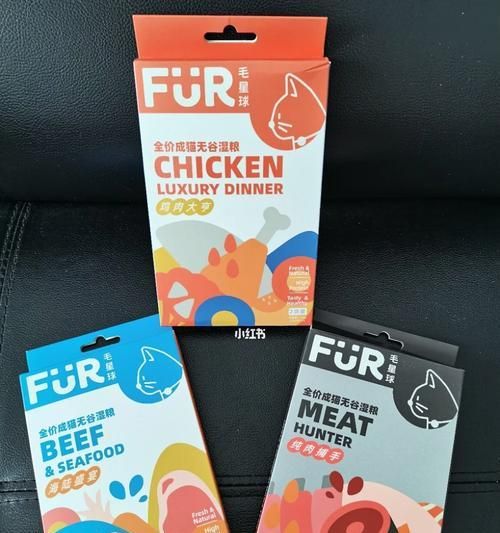 FÜR
毛星球
全价成猫无谷湿粮
CHICKEN
LUXURY DINNER
鸡肉大亨
Fresh &
Natural
High
Protein
Tasty &
Healthy
2袋装
小红书
FÜR
毛星球
全价成猫无谷湿粮
BEEF
& SEAFOOD
海陆盛宴
Fresh &
Natural
High
FÜR
毛星球
全价成猫无谷湿粮
MEAT
HUNTER
纯肉捕手